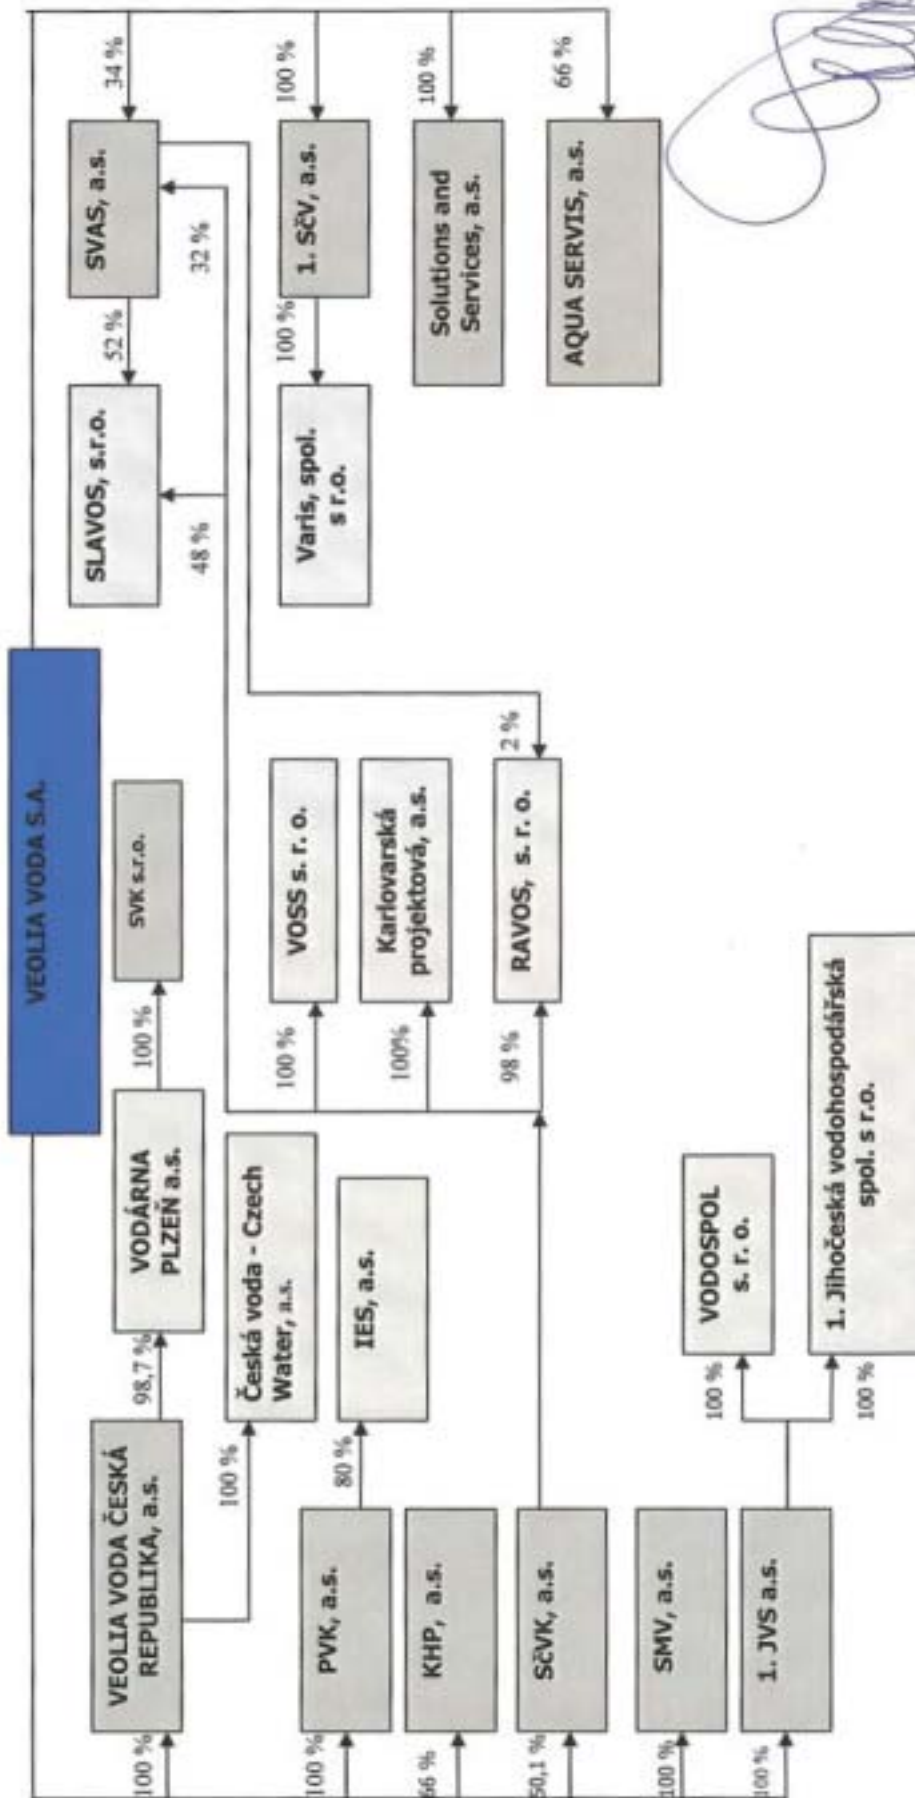 VEOLIA VODA S.A.
100 %
VEOLIA VODA ČESKÁ
REPUBLIKA, a.s.
98,7 %
VODÁRNA
PLZEŇ a.s.
100 %
SVK s.r.o.
100 %
Česká voda - Czech
Water, a.s.
100 %
PVK, a.s.
80 %
IES, a.s.
66 %
KHP, a.s.
50,1 %
SčVK, a.s.
100 %
VOSS s. r. o.
100%
Karlovarská
projektová, a.s.
98 %
RAVOS, s. r. o.
2 %
100 %
SMV, a.s.
100 %
1. JVS a.s.
100 %
VODOSPOL
s. r. o.
100 %
1. Jihočeská vodohospodářská
spol. s r.o.
SLAVOS, s.r.o.
52 %
SVAS, a.s.
34 %
48 %
32 %
Varis, spol.
s r.o.
100 %
1. SčV, a.s.
100 %
Solutions and
Services, a.s.
100 %
AQUA SERVIS, a.s.
66 %